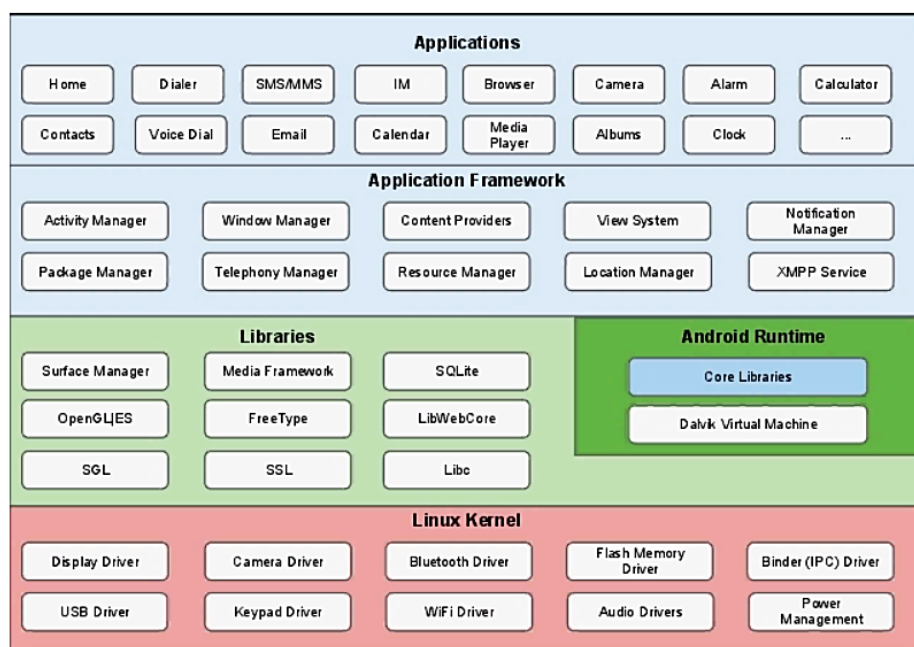 Applications
Home
Dialer
SMS/MMS
IM
Browser
Camera
Alarm
Calculator
Contacts
Voice Dial
Email
Calendar
Media
Player
Albums
Clock
...
Application Framework
Activity Manager
Window Manager
Content Providers
View System
Notification
Manager
Package Manager
Telephony Manager
Resource Manager
Location Manager
XMPP Service
Libraries
Surface Manager
Media Framework
SQLite
OpenGL|ES
FreeType
LibWebCore
SGL
SSL
Libc
Android Runtime
Core Libraries
Dalvik Virtual Machine
Linux Kernel
Display Driver
Camera Driver
Bluetooth Driver
Flash Memory
Driver
Binder (IPC) Driver
USB Driver
Keypad Driver
WiFi Driver
Audio Drivers
Power
Management